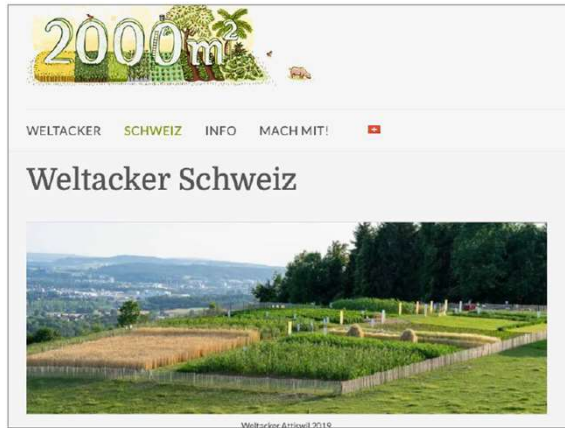 2000m²
WELTACKER SCHWEIZ INFO MACH MIT!
Weltacker Schweiz
Weltacker Attiswil 2019